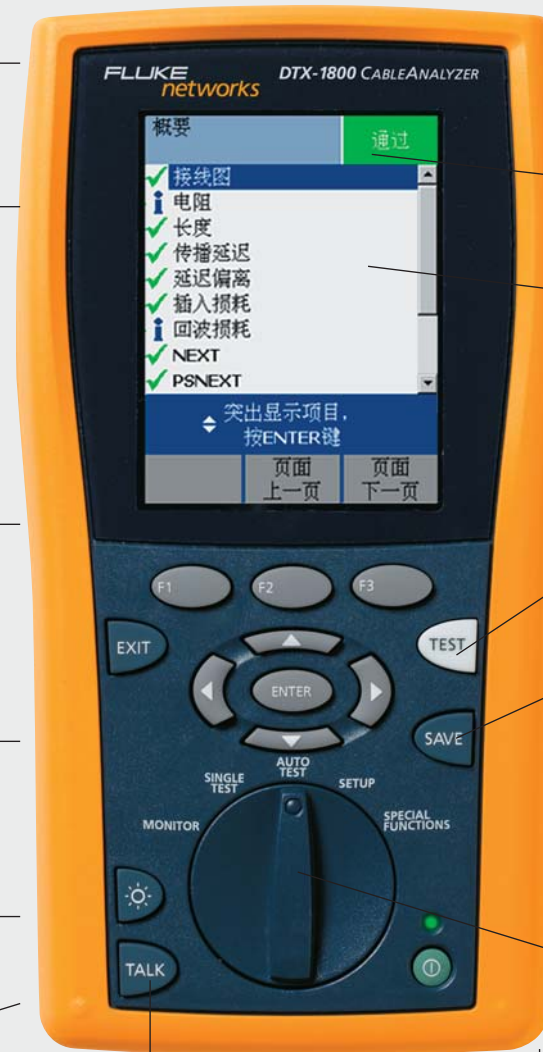 FLUKE networks
DTX-1800 CABLEANALYZER
概要
通过
接线图
电阻
长度
传播延迟
延迟偏离
插入损耗
回波损耗
NEXT
PSNEXT
突出显示项目,
按ENTER键
页面
上一页
页面
下一页
F1
F2
F3
EXIT
TEST
ENTER
SAVE
AUTO
TEST
SINGLE
TEST
SETUP
MONITOR
SPECIAL
FUNCTIONS
TALK